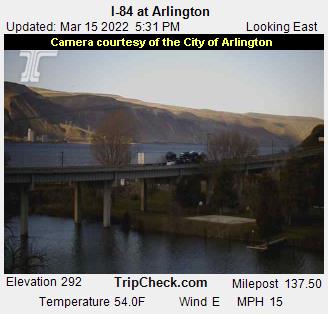 I-84 at Arlington
Updated: Mar 15 2022 5:31 PM Looking East
Camera courtesy of the City of Arlington
Elevation 292 TripCheck.com Milepost 137.50
Temperature 54.0F Wind E MPH 15